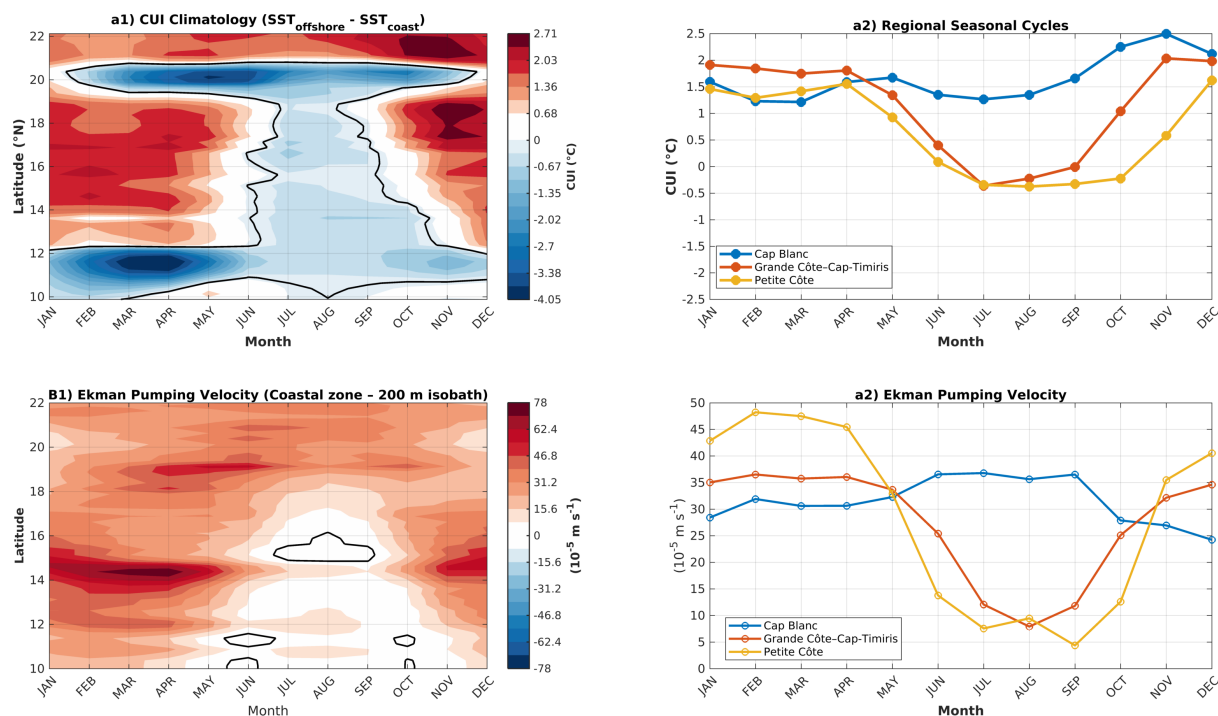 a1) CUI Climatology (SST_offshore - SST_coast)
22
20
18
16
14
12
10
Latitude (°N)
JAN
FEB
MAR
APR
MAY
JUN
JUL
AUG
SEP
OCT
NOV
DEC
Month
2.71
2.03
1.36
0.68
0
-0.67
-1.35
-2.02
-2.7
-3.38
-4.05
CUI (°C)
a2) Regional Seasonal Cycles
2.5
2
1.5
1
0.5
0
-0.5
-1
-1.5
-2
-2.5
CUI (°C)
Cap Blanc
Grande Côte–Cap-Timiris
Petite Côte
JAN
FEB
MAR
APR
MAY
JUN
JUL
AUG
SEP
OCT
NOV
DEC
Month
B1) Ekman Pumping Velocity (Coastal zone – 200 m isobath)
22
20
18
16
14
12
10
Latitude
JAN
FEB
MAR
APR
MAY
JUN
JUL
AUG
SEP
OCT
NOV
DEC
Month
78
62.4
46.8
31.2
15.6
0
-15.6
-31.2
-46.8
-62.4
-78
(10⁻⁵ m s⁻¹)
a2) Ekman Pumping Velocity
50
45
40
35
30
25
20
15
10
5
0
(10⁻⁵ m s⁻¹)
Cap Blanc
Grande Côte–Cap-Timiris
Petite Côte
JAN
FEB
MAR
APR
MAY
JUN
JUL
AUG
SEP
OCT
NOV
DEC
Month